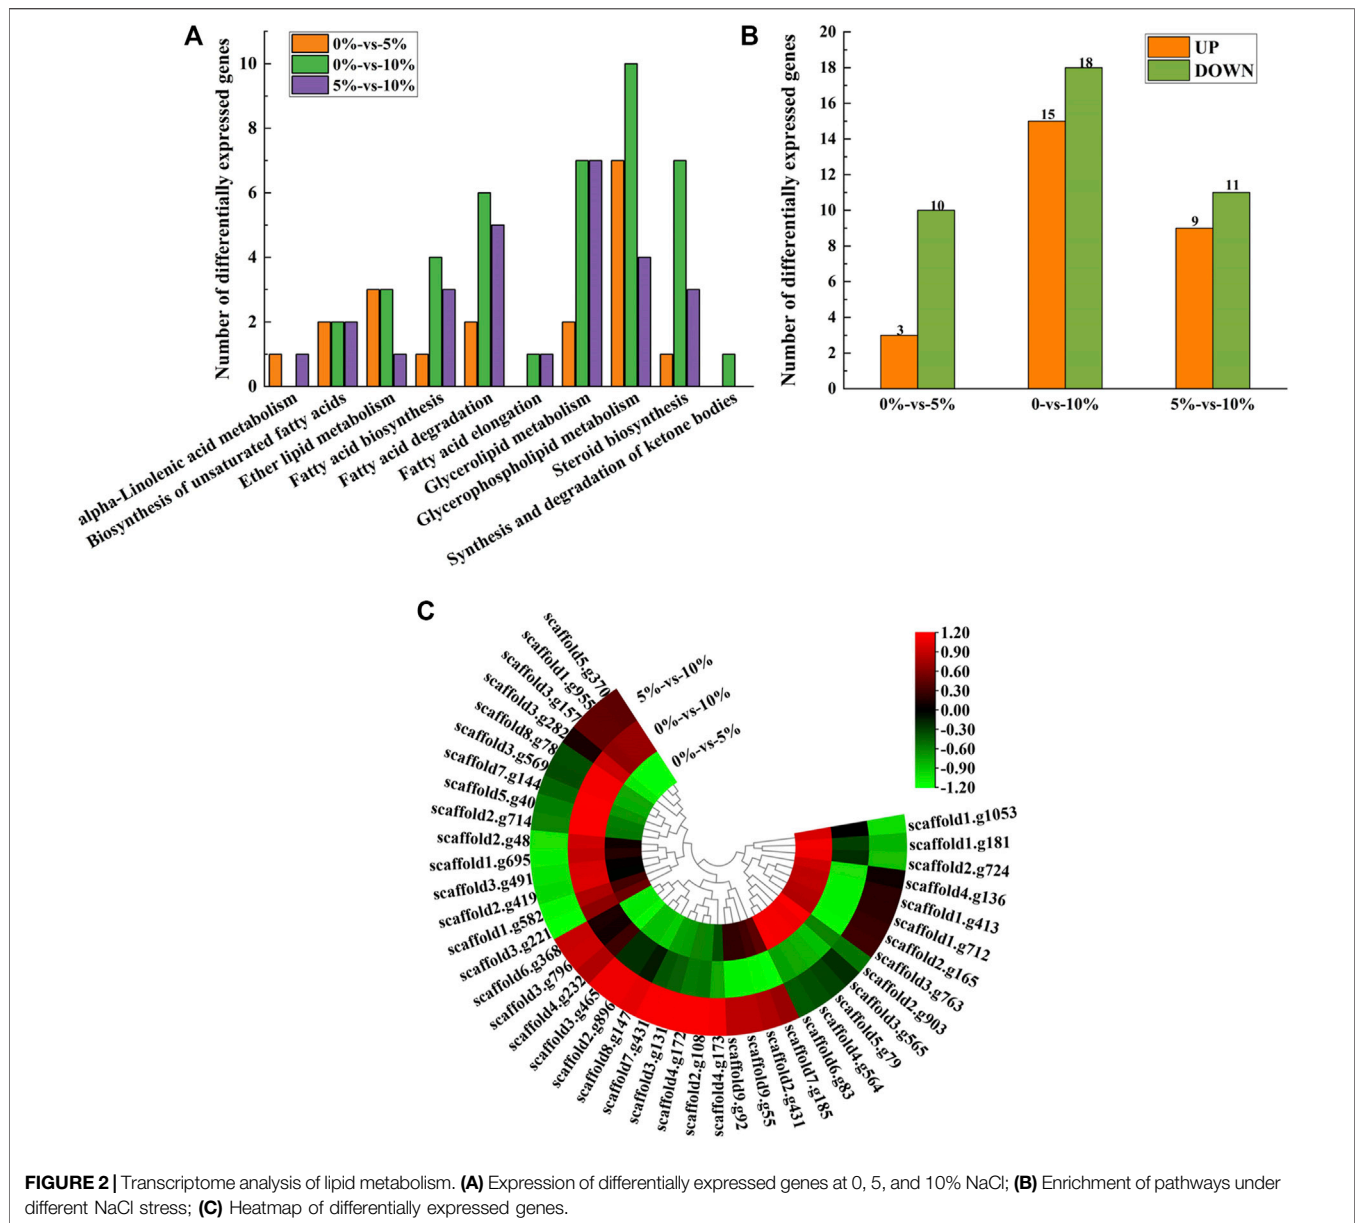 A
0%-vs-5%
0%-vs-10%
5%-vs-10%
Number of differentially expressed genes
10
8
6
4
2
0
alpha-Linolenic acid metabolism
Biosynthesis of unsaturated fatty acids
Ether lipid metabolism
Fatty acid biosynthesis
Fatty acid degradation
Fatty acid elongation
Glycerolipid metabolism
Glycerophospholipid metabolism
Steroid biosynthesis
Synthesis and degradation of ketone bodies
B
UP
DOWN
Number of differentially expressed genes
20
18
16
14
12
10
8
6
4
2
0
3
10
15
18
9
11
0%-vs-5%
0-vs-10%
5%-vs-10%
C
5%-vs-10%
0%-vs-10%
0%-vs-5%
1.20
0.90
0.60
0.30
0.00
-0.30
-0.60
-0.90
-1.20
scaffold5.g370
scaffold1.g955
scaffold3.g157
scaffold3.g282
scaffold8.g78
scaffold3.g569
scaffold7.g144
scaffold5.g40
scaffold2.g714
scaffold2.g48
scaffold1.g695
scaffold3.g491
scaffold2.g419
scaffold1.g582
scaffold3.g221
scaffold6.g368
scaffold3.g796
scaffold4.g232
scaffold3.g465
scaffold2.g896
scaffold8.g147
scaffold7.g431
scaffold3.g131
scaffold4.g172
scaffold2.g108
scaffold4.g173
scaffold9.g92
scaffold9.g55
scaffold2.g431
scaffold7.g185
scaffold6.g83
scaffold4.g564
scaffold5.g79
scaffold3.g565
scaffold2.g903
scaffold3.g763
scaffold2.g165
scaffold1.g712
scaffold1.g413
scaffold4.g136
scaffold2.g724
scaffold1.g181
scaffold1.g1053
FIGURE 2 | Transcriptome analysis of lipid metabolism. (A) Expression of differentially expressed genes at 0, 5, and 10% NaCl; (B) Enrichment of pathways under
different NaCl stress; (C) Heatmap of differentially expressed genes.